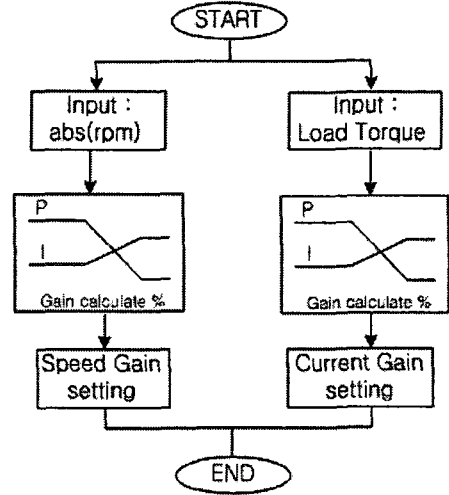 START
Input :
abs(rpm)
Input :
Load Torque
P
I
Gain calculate %
P
I
Gain calculate %
Speed Gain
setting
Current Gain
setting
END